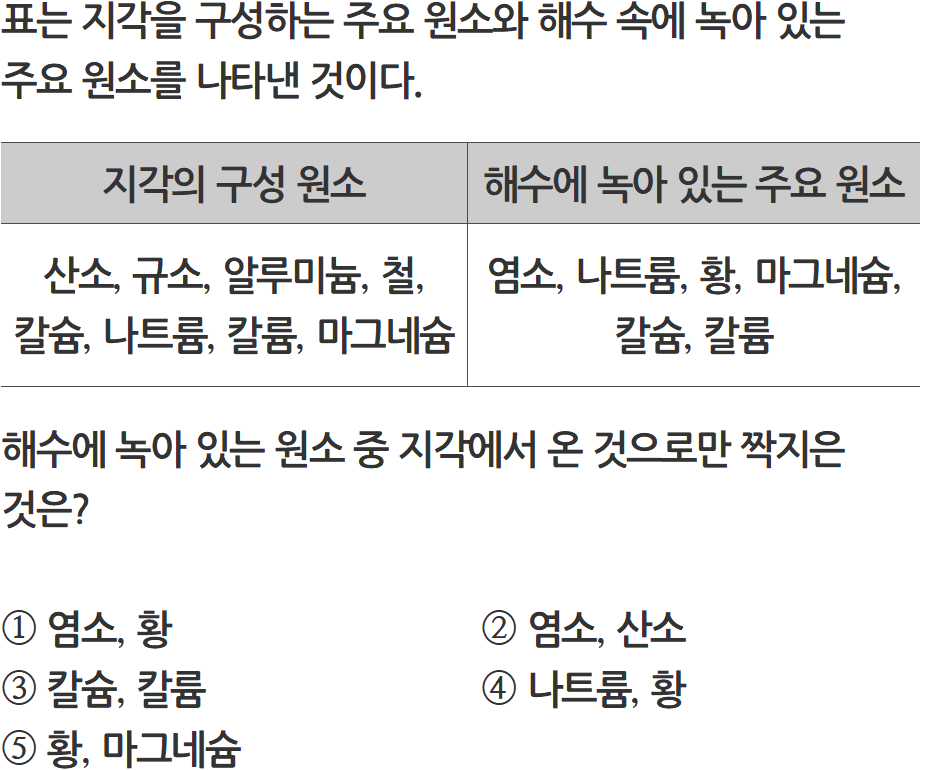 표는 지각을 구성하는 주요 원소와 해수 속에 녹아 있는
주요 원소를 나타낸 것이다.
지각의 구성 원소 해수에 녹아 있는 주요 원소
산소, 규소, 알루미늄, 철, 염소, 나트륨, 황, 마그네슘,
칼슘, 나트륨, 칼륨, 마그네슘 칼슘, 칼륨
해수에 녹아 있는 원소 중 지각에서 온 것으로만 짝지은
것은?
① 염소, 황 ② 염소, 산소
③ 칼슘, 칼륨 ④ 나트륨, 황
⑤ 황, 마그네슘